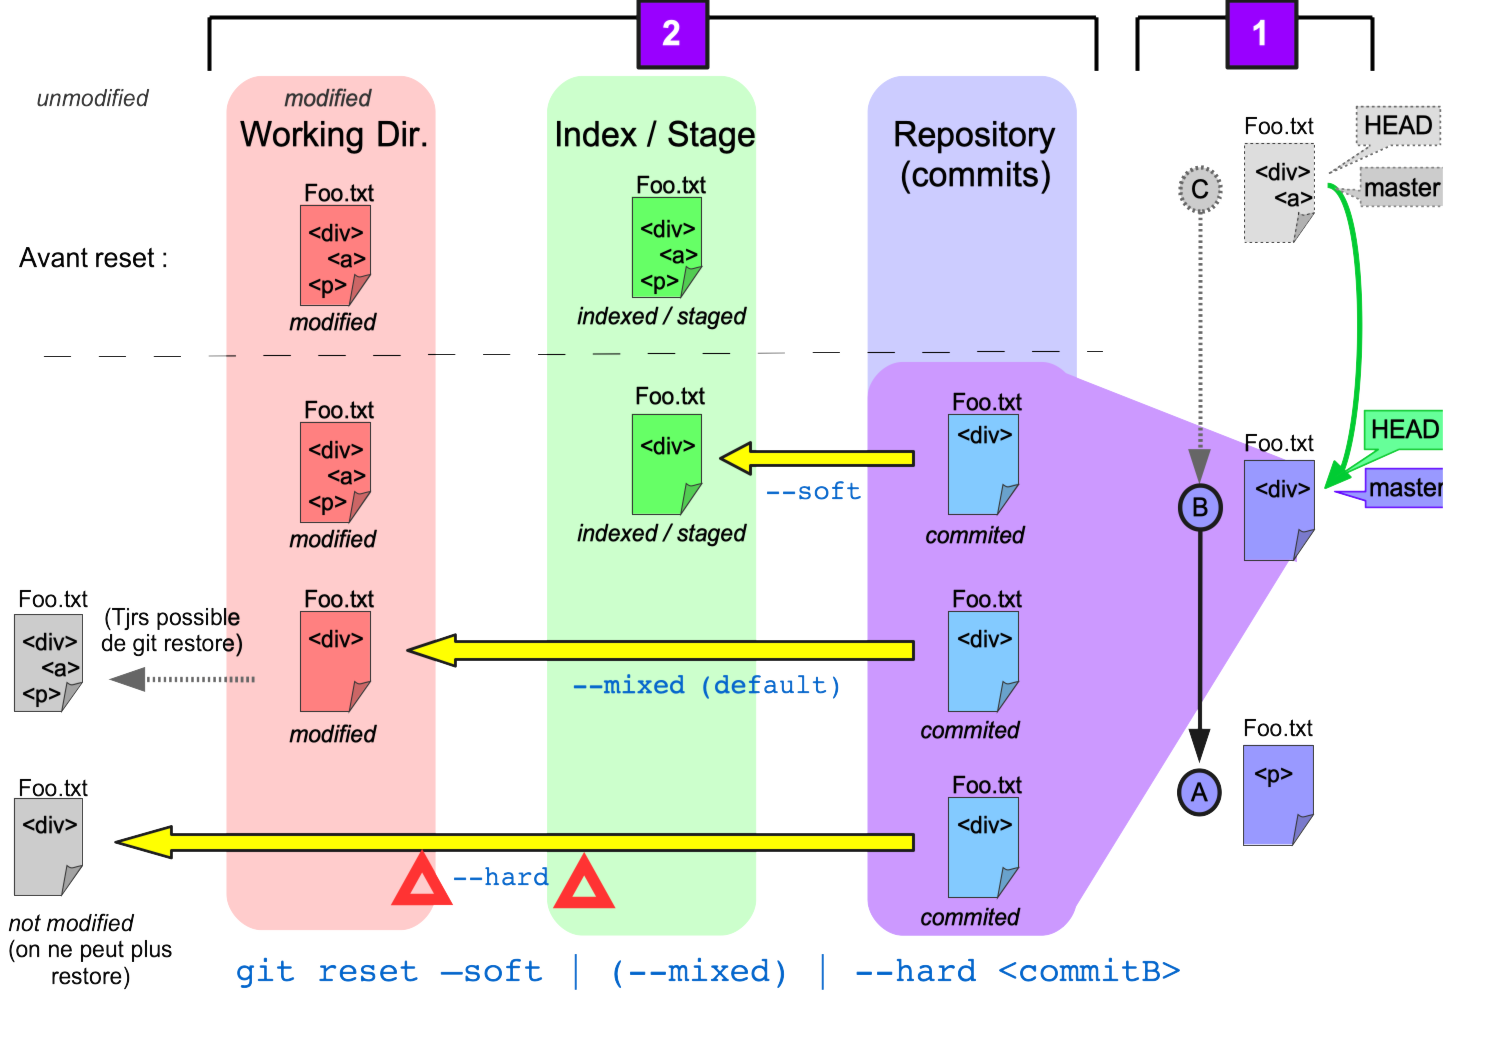 2
1
unmodified
modified
Working Dir.
Index / Stage
Repository
(commits)
Foo.txt
<div>
<a>
HEAD
master
C
Avant reset :
Foo.txt
<div>
<a>
<p>
modified
Foo.txt
<div>
<a>
<p>
indexed / staged
Foo.txt
<div>
<a>
<p>
modified
Foo.txt
<div>
indexed / staged
--soft
Foo.txt
<div>
commited
B
Foo.txt
<div>
HEAD
master
Foo.txt
<div>
<a>
<p>
(Tjrs possible
de git restore)
Foo.txt
<div>
modified
--mixed (default)
Foo.txt
<div>
commited
A
Foo.txt
<p>
Foo.txt
<div>
not modified
(on ne peut plus
restore)
--hard
Foo.txt
<div>
commited
git reset –soft | (--mixed) | --hard <commitB>